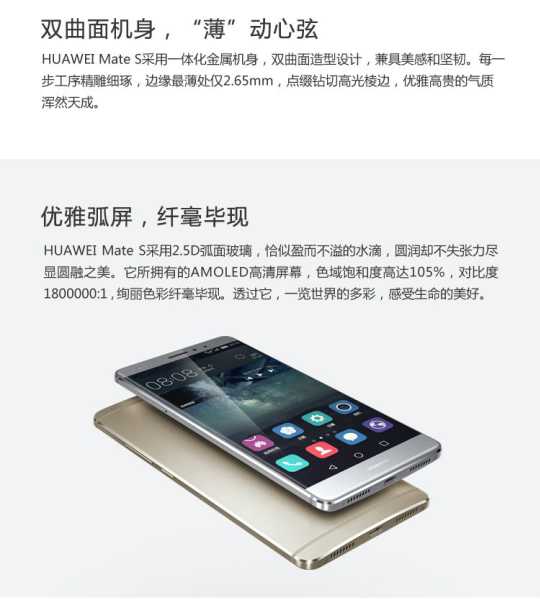 双曲面机身，“薄”动心弦
HUAWEI Mate S采用一体化金属机身，双曲面造型设计，兼具美感和坚韧。每一
步工序精雕细琢，边缘最薄处仅2.65mm，点缀钻切高光棱边，优雅高贵的气质
浑然天成。
优雅弧屏，纤毫毕现
HUAWEI Mate S采用2.5D弧面玻璃，恰似盈而不溢的水滴，圆润却不失张力尽
显圆融之美。它所拥有的AMOLED高清屏幕，色域饱和度高达105%，对比度
1800000:1，绚丽色彩纤毫毕现。透过它，一览世界的多彩，感受生命的美好。
08:08